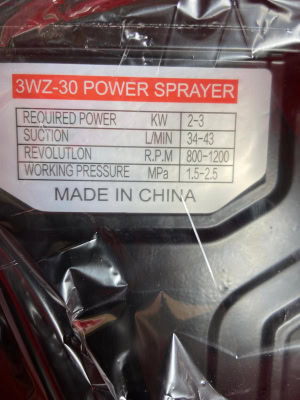 3WZ-30 POWER SPRAYER
REQUIRED POWER KW 2-3
SUCTION L/MIN 34-43
REVOLUTLON R.P.M 800-1200
WORKING PRESSURE MPa 1.5-2.5
MADE IN CHINA